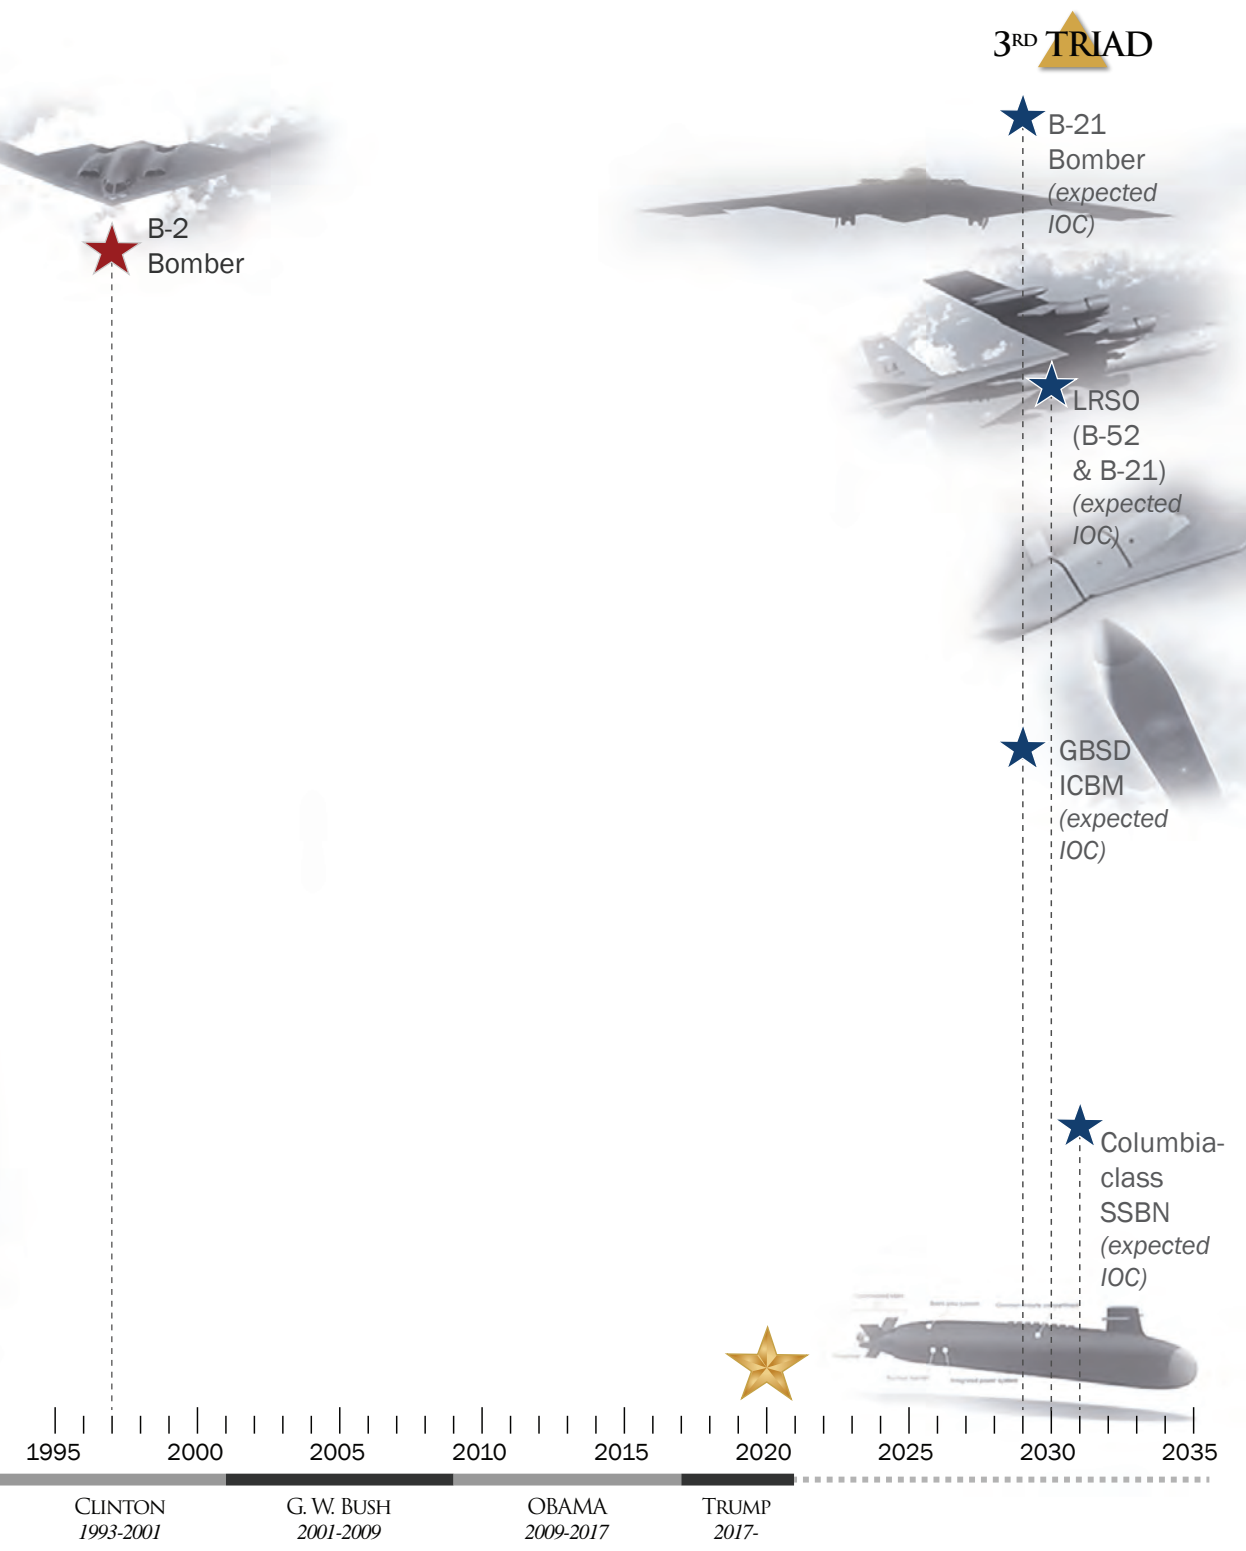 3RD TRIAD
B-21
Bomber
(expected
IOC)
B-2
Bomber
LRSO
(B-52
& B-21)
(expected
IOC)
GBSD
ICBM
(expected
IOC)
Columbia-
class
SSBN
(expected
IOC)
1995 2000 2005 2010 2015 2020 2025 2030 2035
CLINTON G. W. BUSH OBAMA TRUMP
1993-2001 2001-2009 2009-2017 2017-